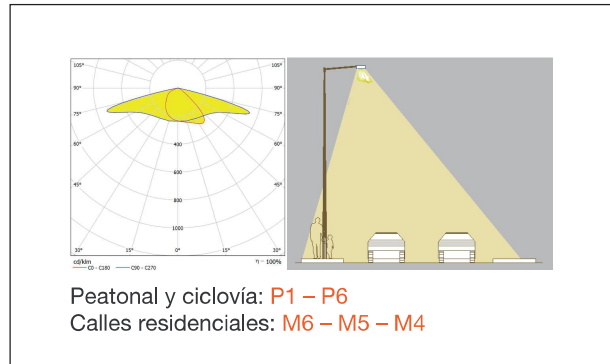 105° 105°
90° 90°
75° 75°
60° 60°
400
45° 45°
600
800
1000
30° 15° 0° 15° 30°
cd/klm η = 100%
C0 - C180 C90 - C270
Peatonal y ciclovía: P1 – P6
Calles residenciales: M6 – M5 – M4